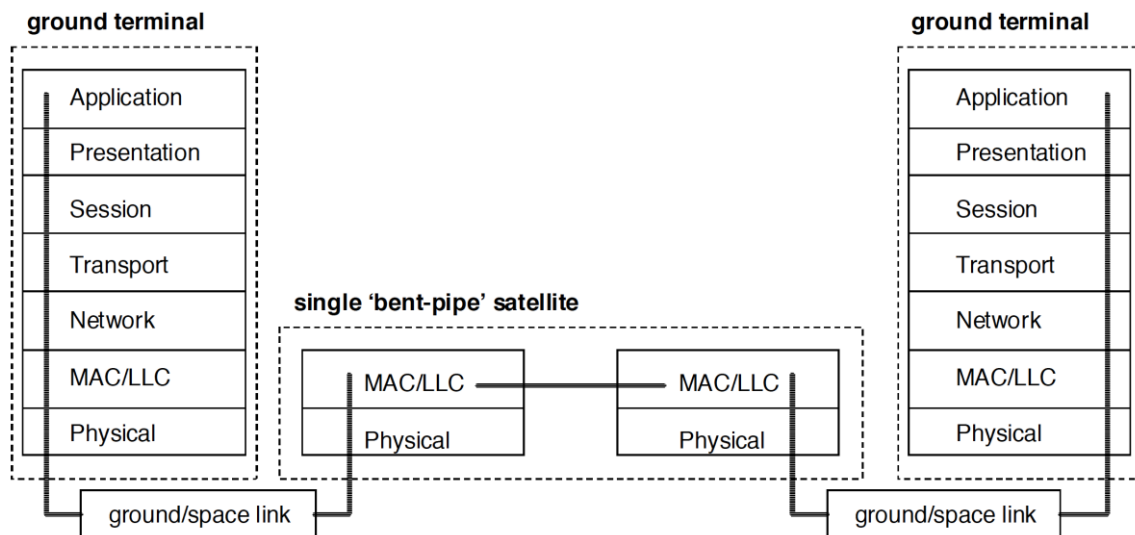 ground terminal
Application
Presentation
Session
Transport
Network
MAC/LLC
Physical
ground/space link
single ‘bent-pipe’ satellite
MAC/LLC
Physical
MAC/LLC
Physical
ground terminal
Application
Presentation
Session
Transport
Network
MAC/LLC
Physical
ground/space link